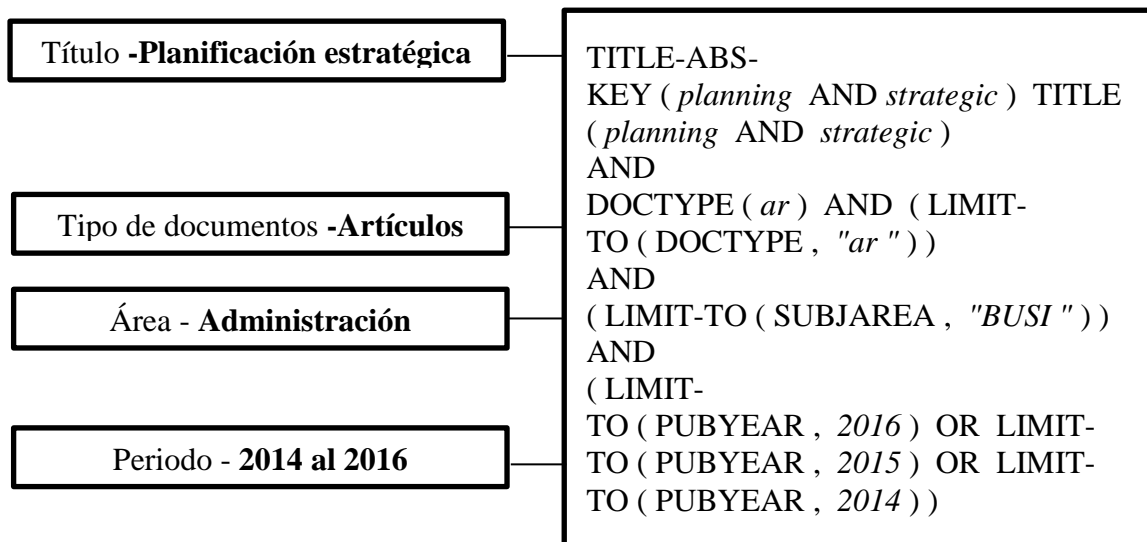 Título -Planificación estratégica
Tipo de documentos -Artículos
Área - Administración
Periodo - 2014 al 2016
TITLE-ABS-
KEY ( planning AND strategic ) TITLE
( planning AND strategic )
AND
DOCTYPE ( ar ) AND ( LIMIT-
TO ( DOCTYPE , "ar " ) )
AND
( LIMIT-TO ( SUBJAREA , "BUSI " ) )
AND
( LIMIT-
TO ( PUBYEAR , 2016 ) OR LIMIT-
TO ( PUBYEAR , 2015 ) OR LIMIT-
TO ( PUBYEAR , 2014 ) )